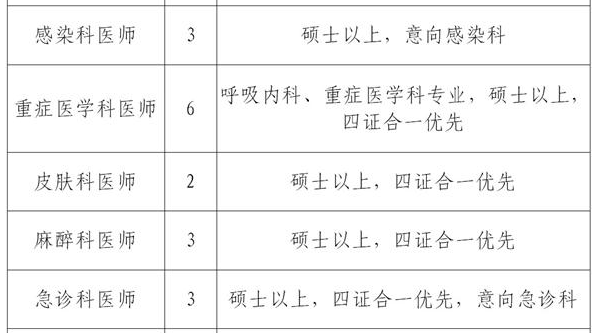 感染科医师 3 硕士以上，意向感染科
呼吸内科、重症医学科专业，硕士以上，
重症医学科医师 6
四证合一优先
皮肤科医师 2 硕士以上，四证合一优先
麻醉科医师 3 硕士以上，四证合一优先
急诊科医师 3 硕士以上，四证合一优先，意向急诊科